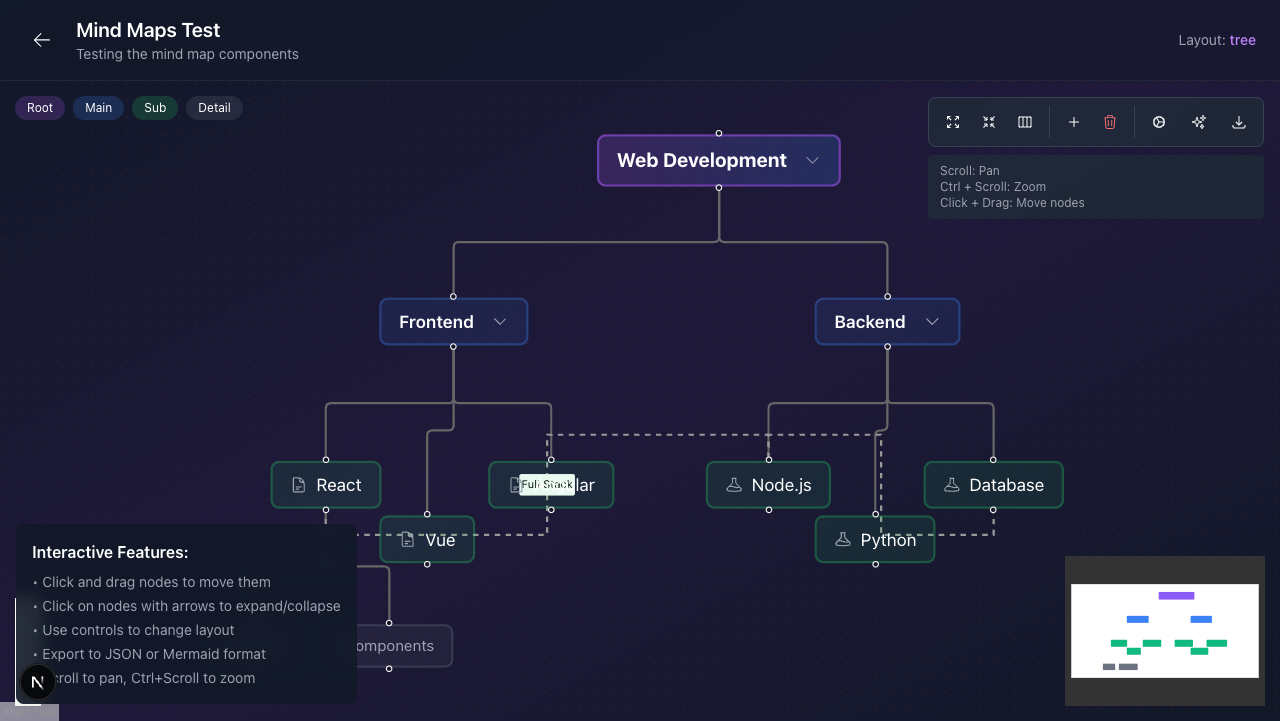 Mind Maps Test
Testing the mind map components
Layout: tree
Root
Main
Sub
Detail
Scroll: Pan
Ctrl + Scroll: Zoom
Click + Drag: Move nodes
Web Development
Frontend
Backend
React
Full Stack
lar
Node.js
Database
Vue
Python
omponents
Interactive Features:
• Click and drag nodes to move them
• Click on nodes with arrows to expand/collapse
• Use controls to change layout
• Export to JSON or Mermaid format
croll to pan, Ctrl+Scroll to zoom
N